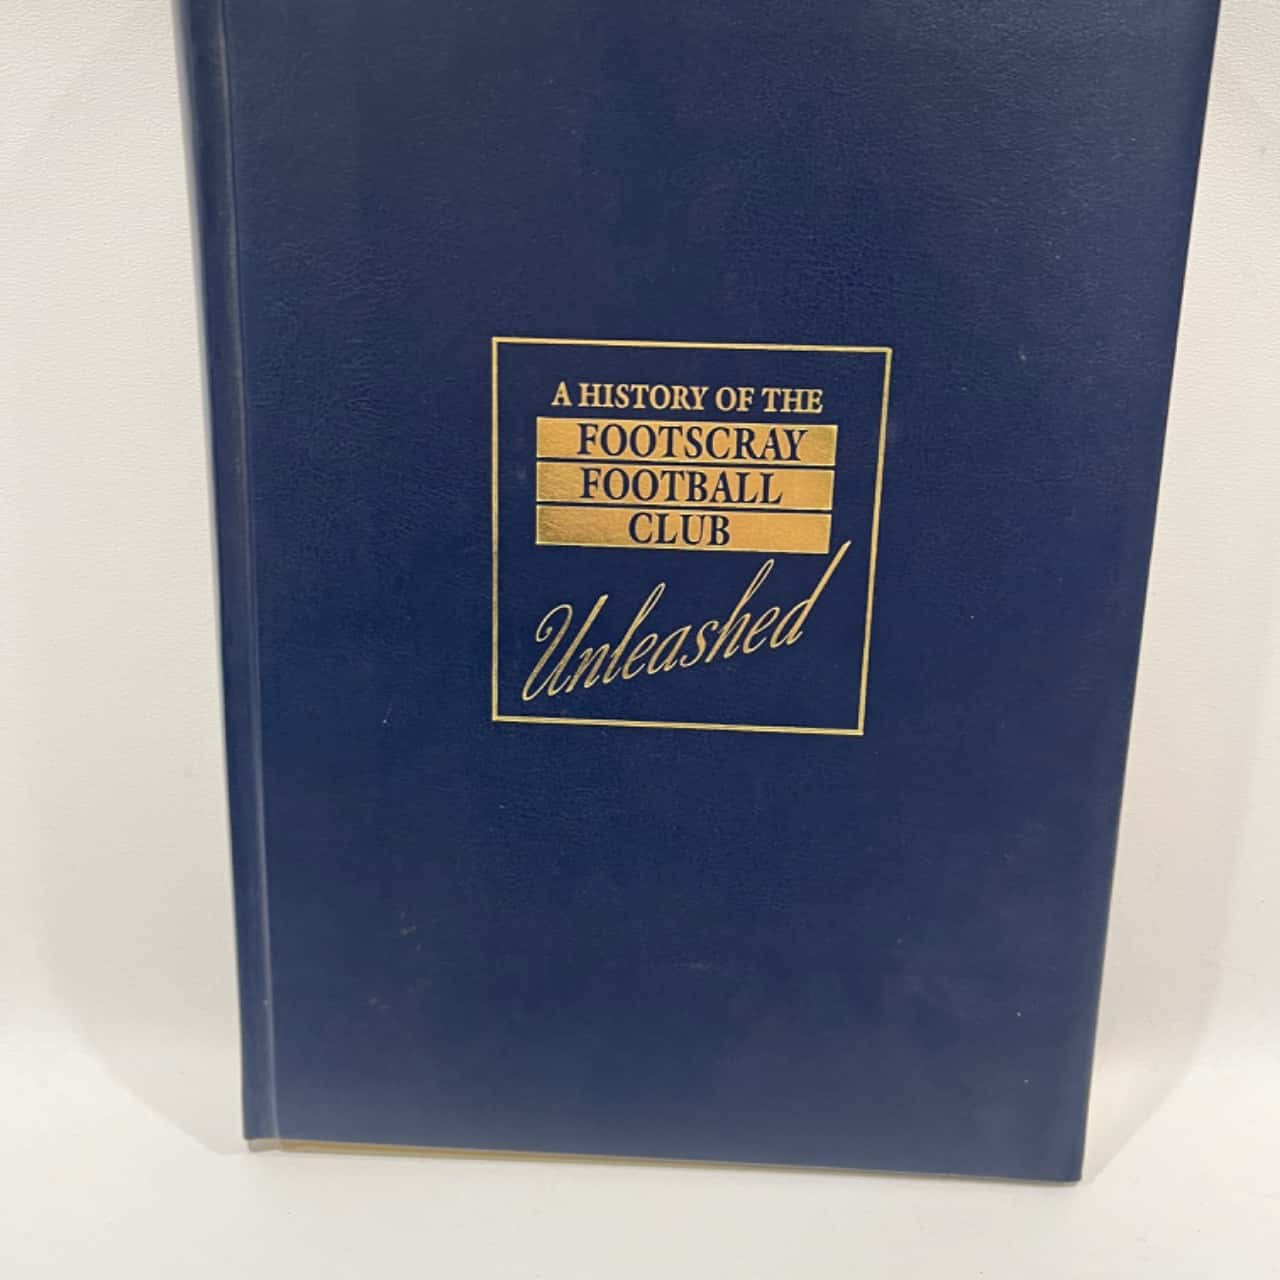 A HISTORY OF THE
FOOTSCRAY
FOOTBALL
CLUB
Unleashed